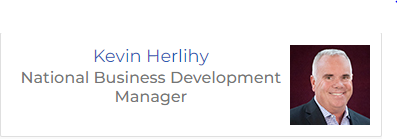 Kevin Herlihy
National Business Development
Manager